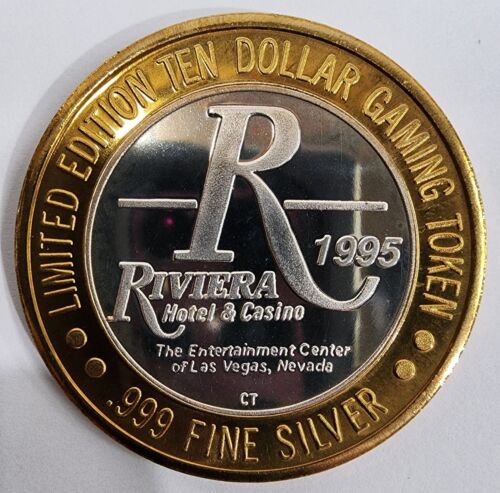 LIMITED EDITION TEN DOLLAR GAMING TOKEN
R
1995
RIVIERA
Hotel & Casino
The Entertainment Center
of Las Vegas, Nevada
CT
.999 FINE SILVER